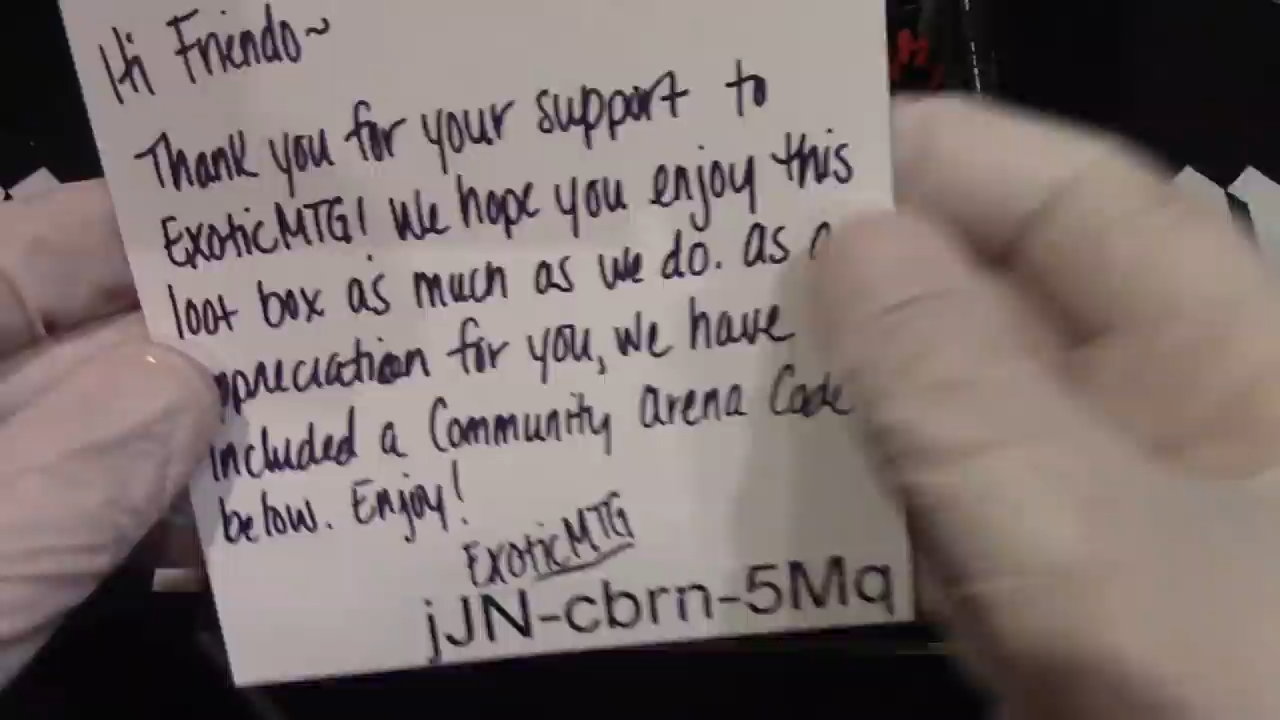 Hi Friendo~
Thank you for your support to
ExoticMTG! We hope you enjoy this
loot box as much as we do. as
appreciation for you, we have
included a Community arena Code
below. Enjoy!
ExoticMTG
jJN-cbrn-5Mq